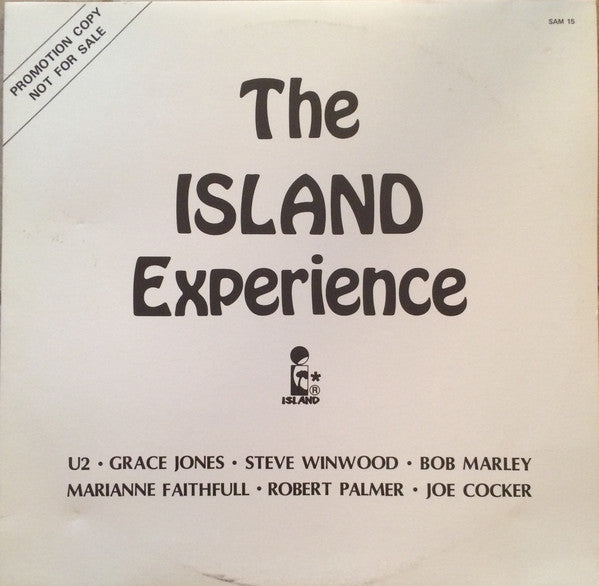 PROMOTION COPY
NOT FOR SALE
SAM 15
The
ISLAND
Experience
*
®
ISLAND
U2 • GRACE JONES • STEVE WINWOOD • BOB MARLEY
MARIANNE FAITHFULL • ROBERT PALMER • JOE COCKER